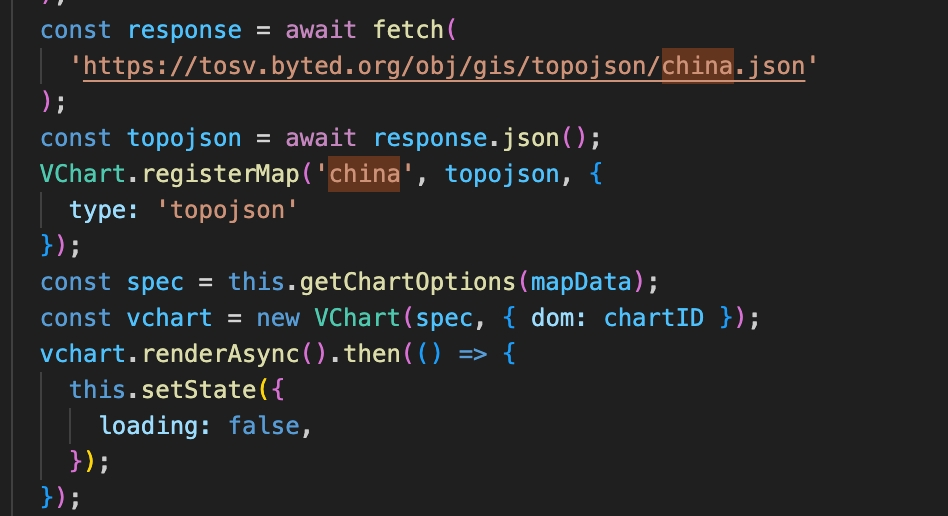 );
const response = await fetch(
'https://tosv.byted.org/obj/gis/topojson/china.json'
);
const topojson = await response.json();
VChart.registerMap('china', topojson, {
type: 'topojson'
});
const spec = this.getChartOptions(mapData);
const vchart = new VChart(spec, { dom: chartID });
vchart.renderAsync().then(() => {
this.setState({
loading: false,
});
});